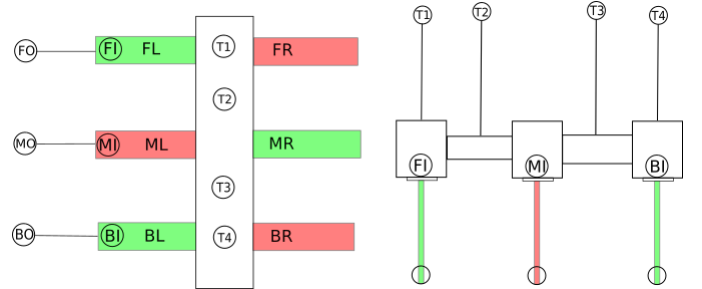 FO FI FL T1 FR
T2
MO MI ML MR
T3
BO BI BL T4 BR
T1 T2 T3 T4
FI MI BI